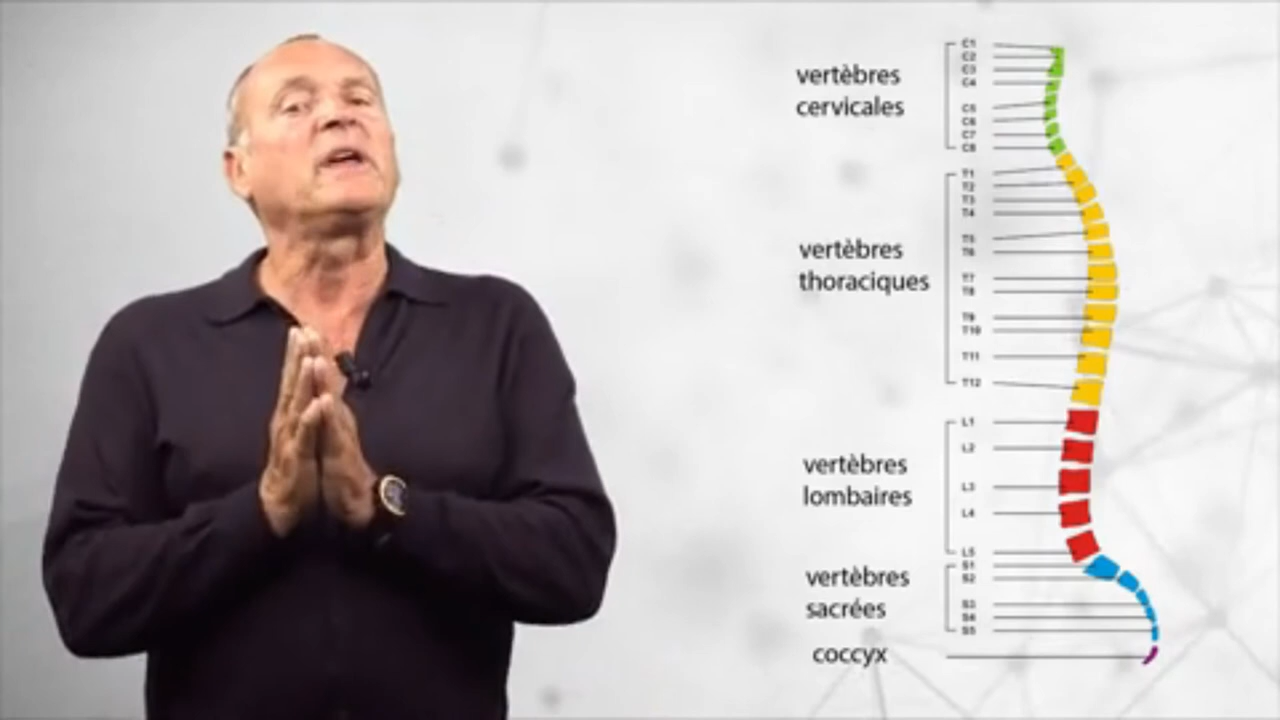 vertèbres
cervicales
C1
C2
C3
C4
C5
C6
C7
C8
vertèbres
thoraciques
T1
T2
T3
T4
T5
T6
T7
T8
T9
T10
T11
T12
vertèbres
lombaires
L1
L2
L3
L4
L5
vertèbres
sacrées
S1
S2
S3
S4
S5
coccyx